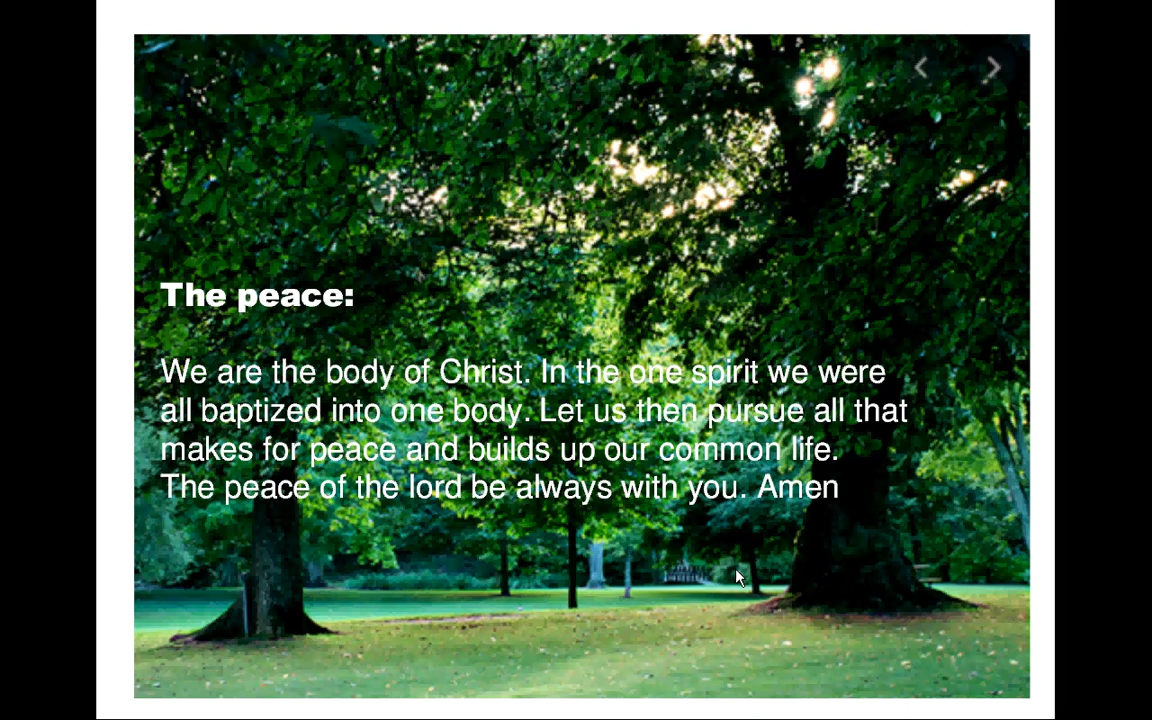 The peace:
We are the body of Christ. In the one spirit we were
all baptized into one body. Let us then pursue all that
makes for peace and builds up our common life.
The peace of the lord be always with you. Amen